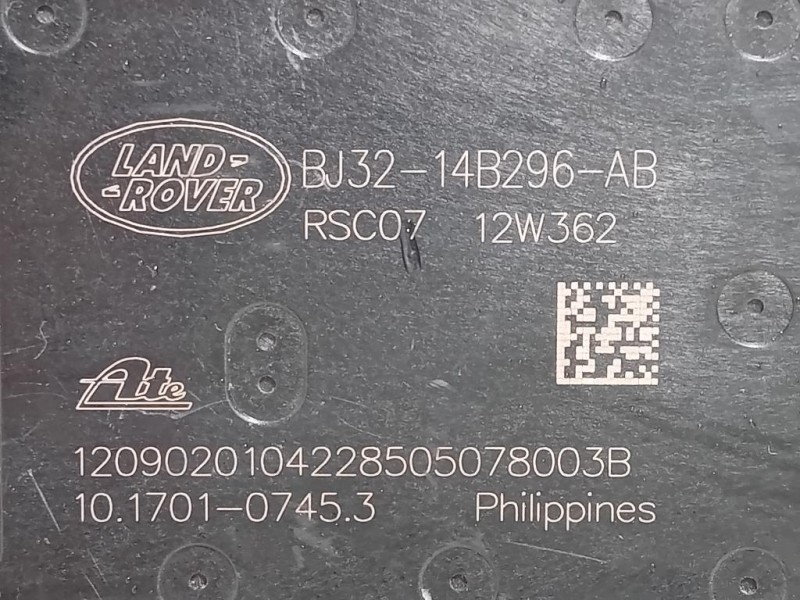 LAND-
-ROVER
BJ32-14B296-AB
RSC07 12W362
Ate
1209020104228505078003B
10.1701-0745.3 Philippines